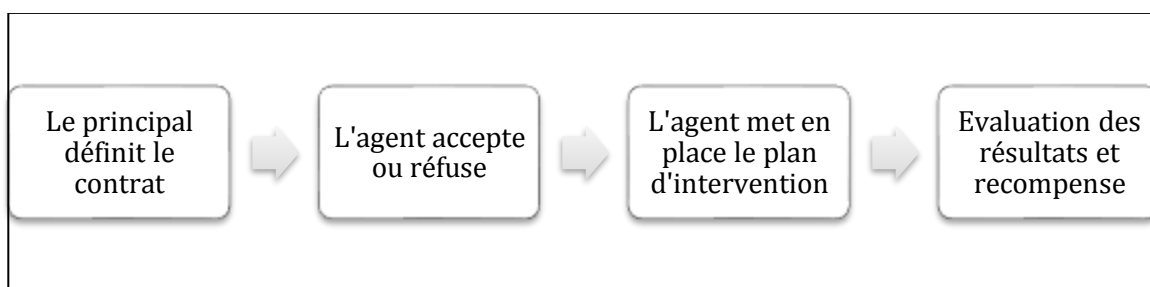 Le principal
définit le
contrat
L'agent accepte
ou réfuse
L'agent met en
place le plan
d'intervention
Evaluation des
résultats et
recompense